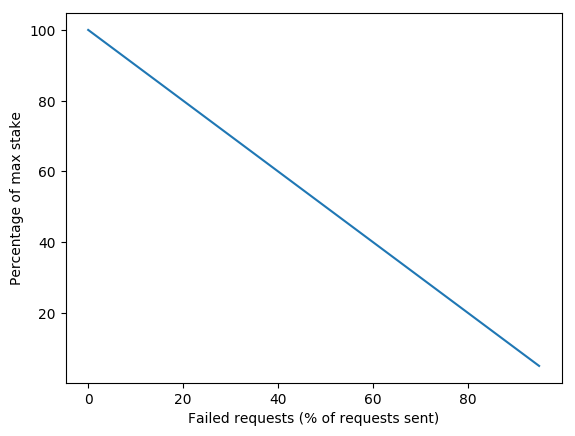 100
80
60
40
20
Percentage of max stake
0 20 40 60 80
Failed requests (% of requests sent)